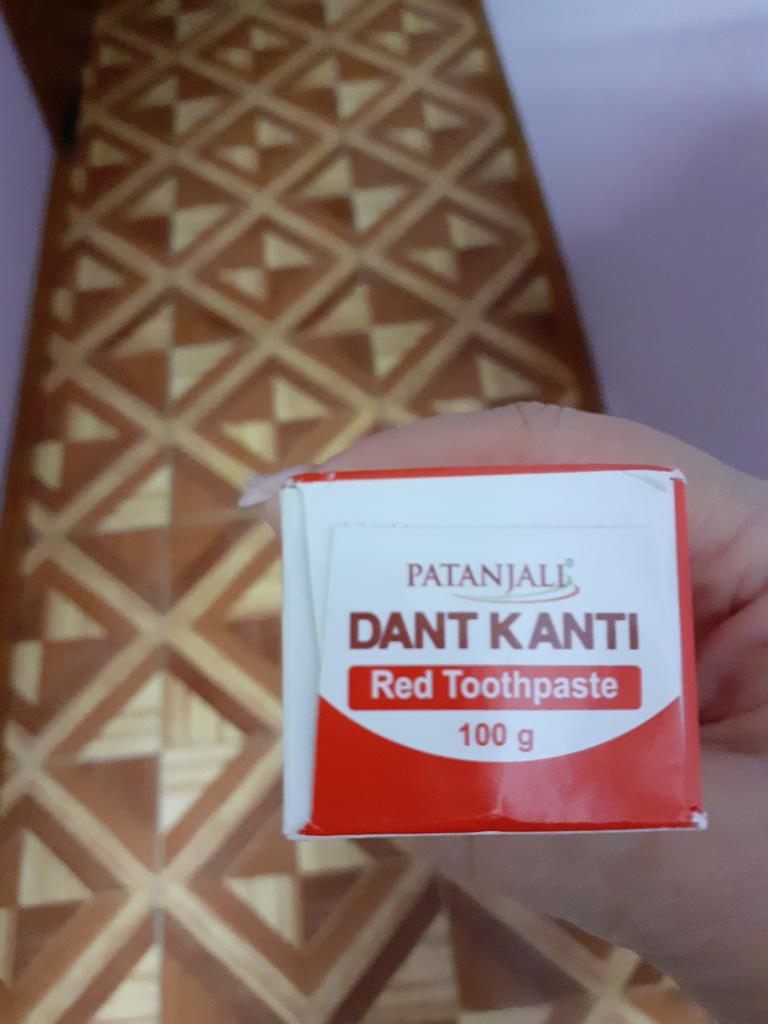 PATANJALI®
DANT KANTI
Red Toothpaste
100 g